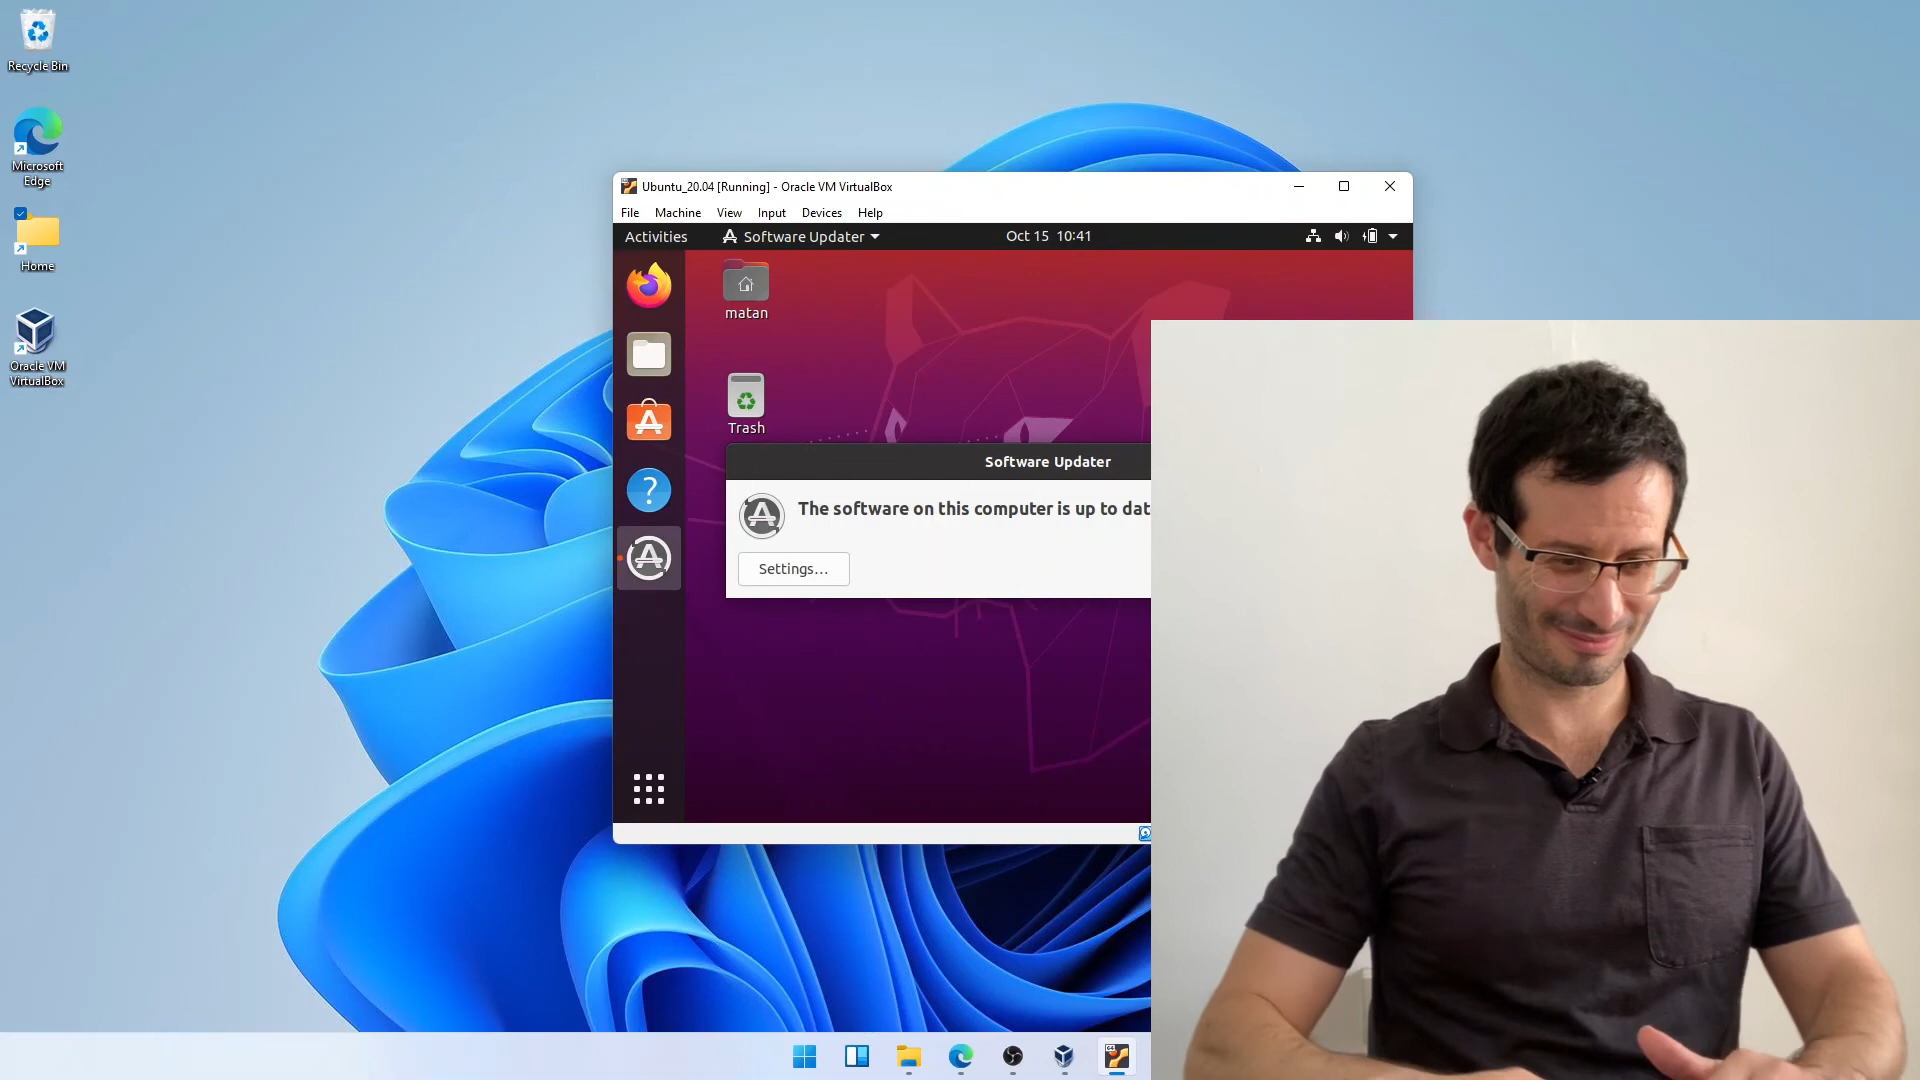 Recycle Bin
Microsoft
Edge
Home
Oracle VM
VirtualBox
Ubuntu_20.04 [Running] - Oracle VM VirtualBox
File Machine View Input Devices Help
Activities Software Updater Oct 15 10:41
matan
Trash
Software Updater
The software on this computer is up to dat
Settings...
64